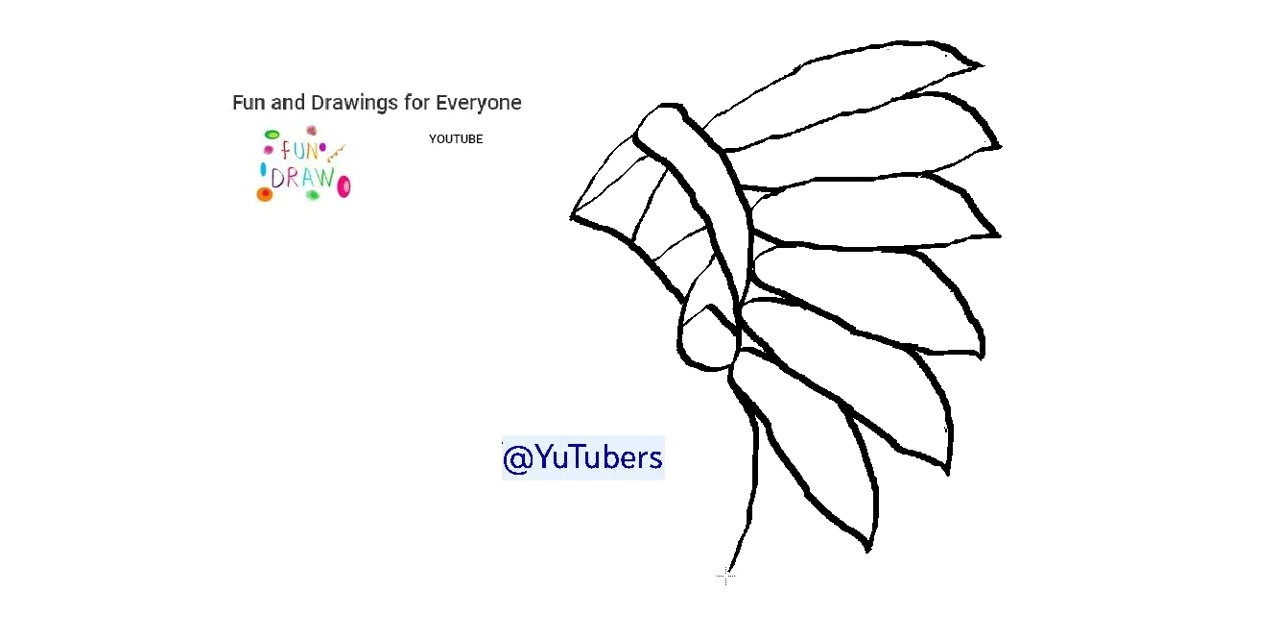 Fun and Drawings for Everyone
YOUTUBE
FUN
DRAW
@YuTubers